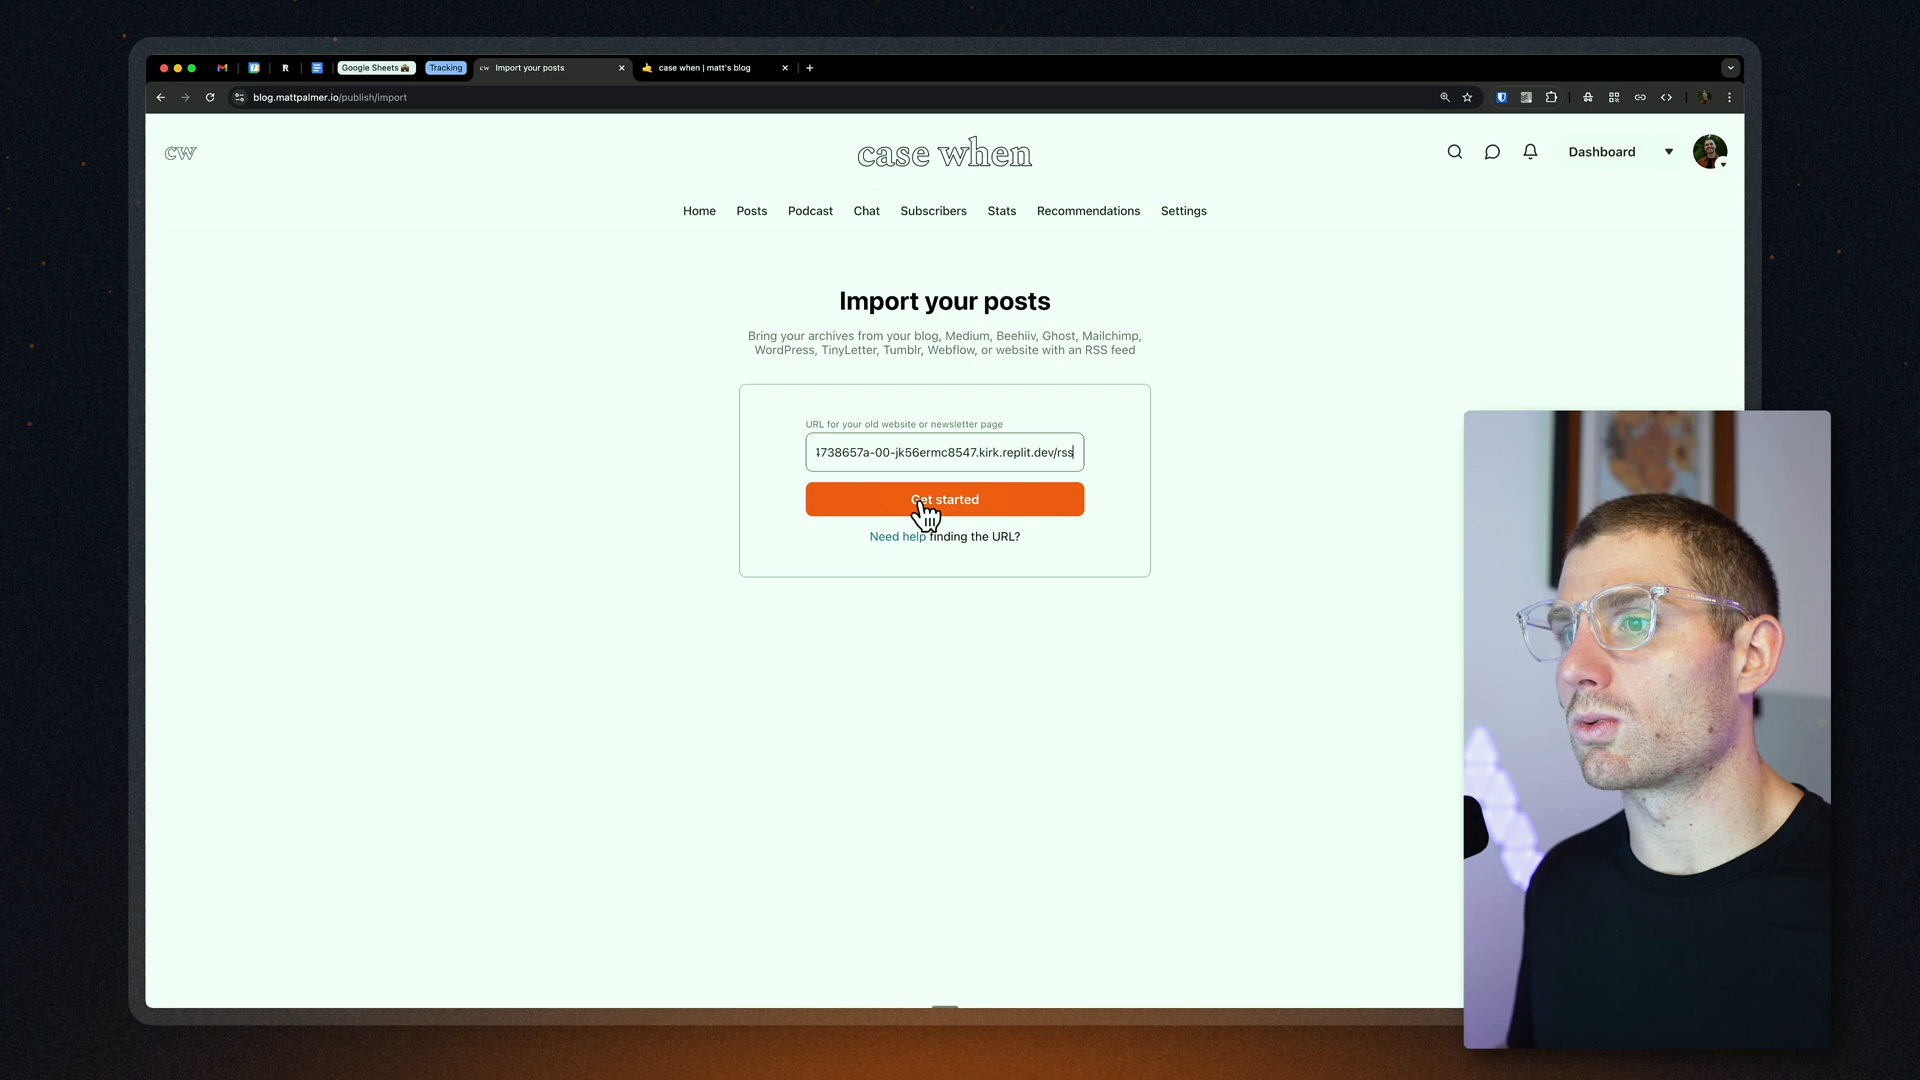 Google Sheets
Tracking
cw Import your posts
case when | matt's blog
blog.mattpalmer.io/publish/import
cw
case when
Dashboard
Home
Posts
Podcast
Chat
Subscribers
Stats
Recommendations
Settings
Import your posts
Bring your archives from your blog, Medium, Beehiiv, Ghost, Mailchimp,
WordPress, TinyLetter, Tumblr, Webflow, or website with an RSS feed
URL for your old website or newsletter page
4738657a-00-jk56ermc8547.kirk.replit.dev/rss
Get started
Need help finding the URL?